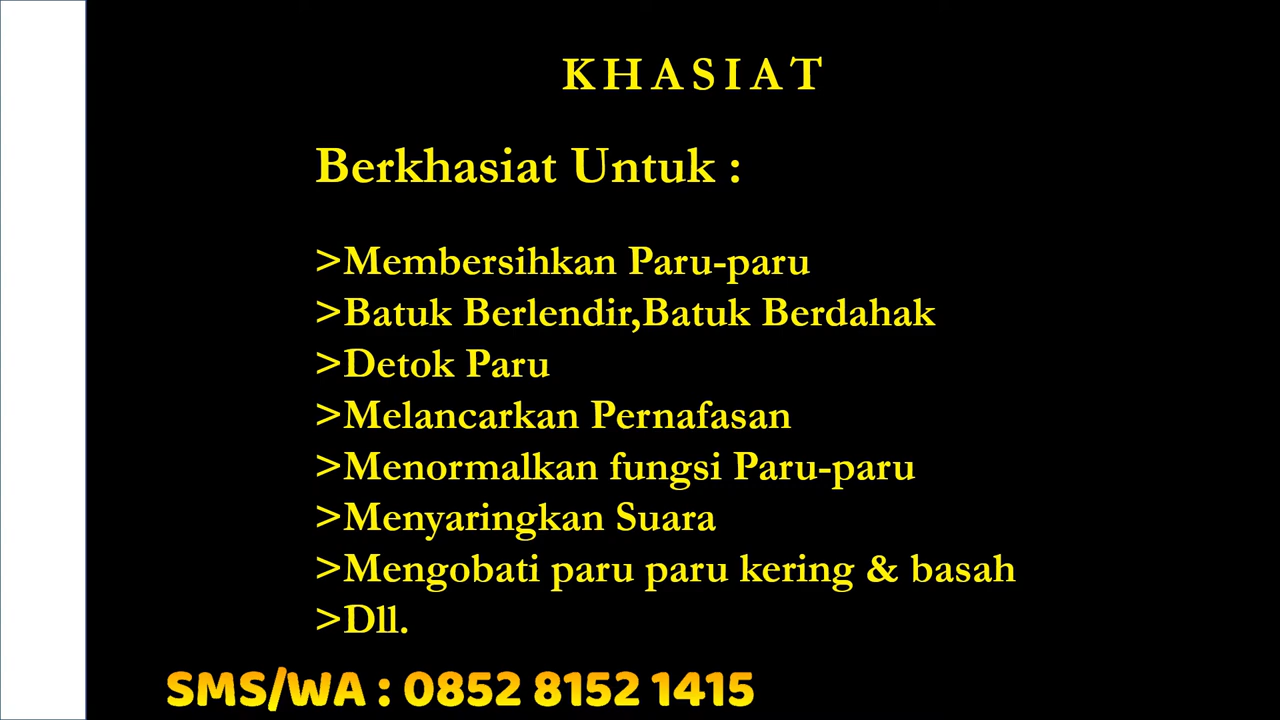 KHASIAT
Berkhasiat Untuk :
>Membersihkan Paru-paru
>Batuk Berlendir,Batuk Berdahak
>Detok Paru
>Melancarkan Pernafasan
>Menormalkan fungsi Paru-paru
>Menyaringkan Suara
>Mengobati paru paru kering & basah
>Dll.
SMS/WA : 0852 8152 1415